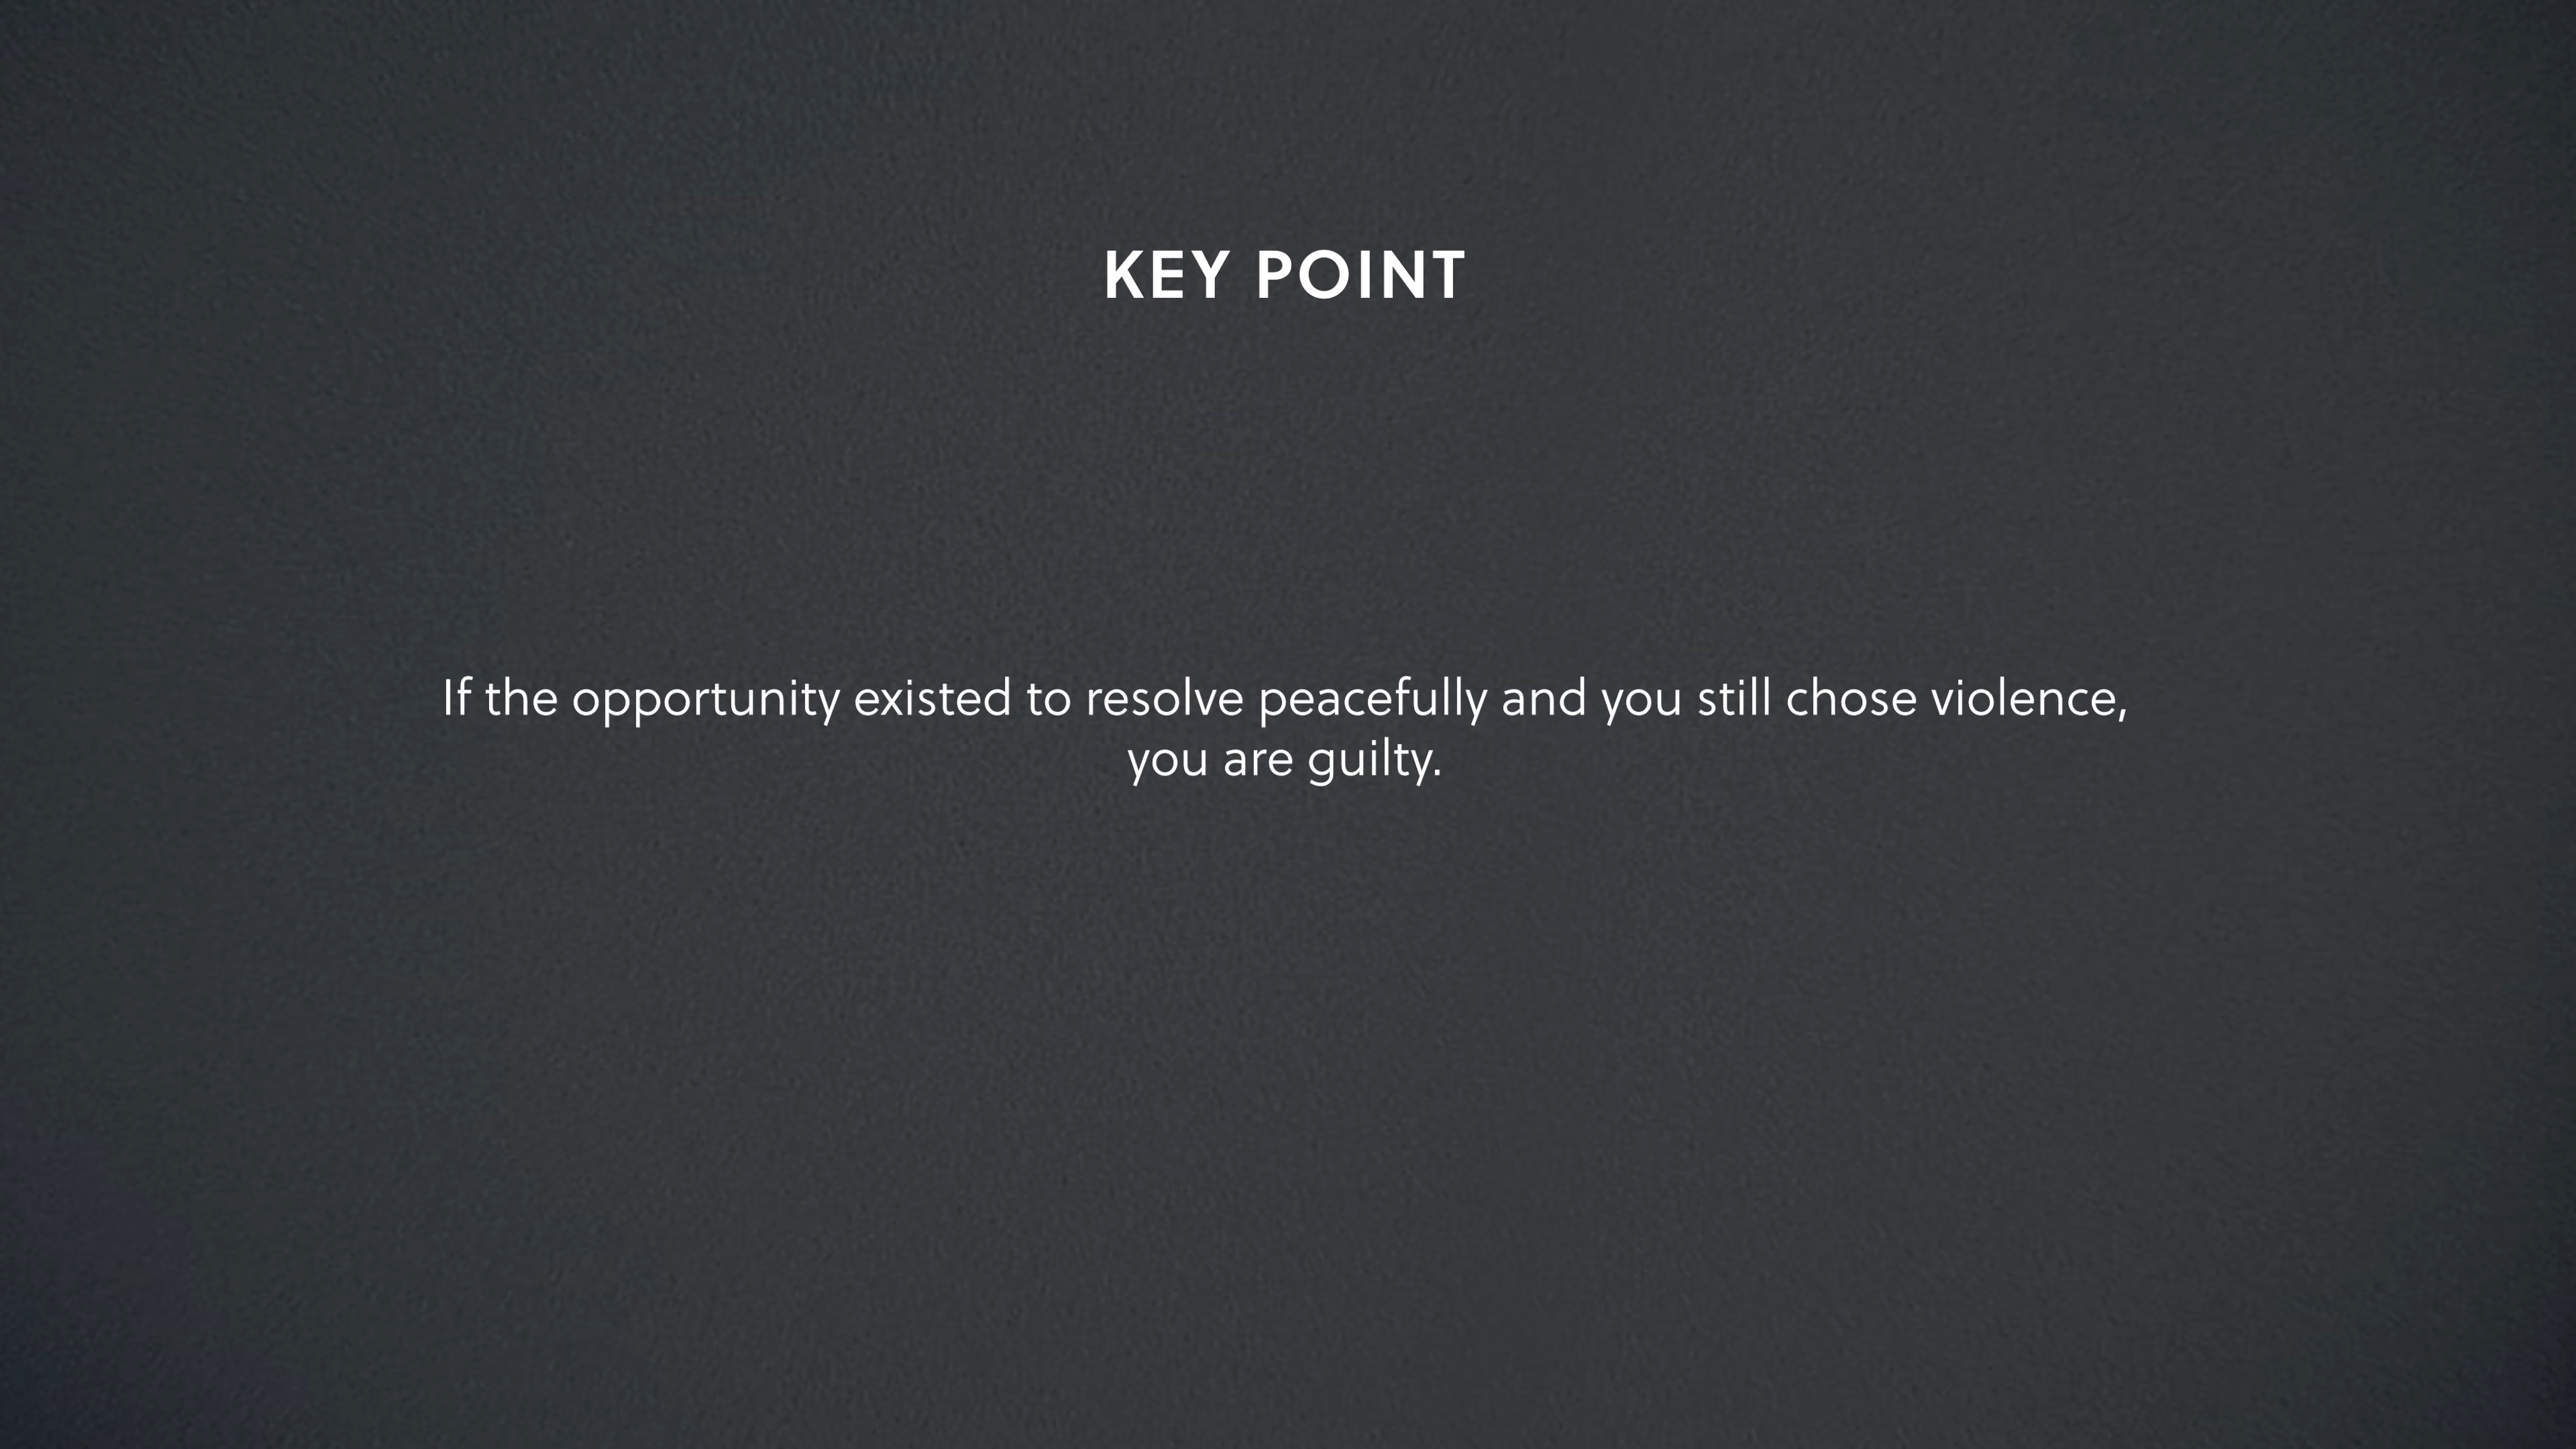 KEY POINT
If the opportunity existed to resolve peacefully and you still chose violence,
you are guilty.